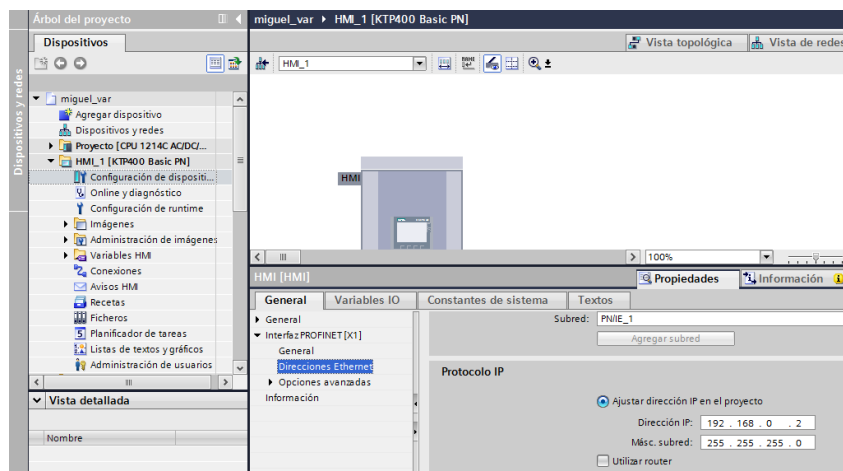 Árbol del proyecto
Dispositivos
Dispositivos y redes
miguel_var
Agregar dispositivo
Dispositivos y redes
Proyecto [CPU 1214C AC/DC/...
HMI_1 [KTP400 Basic PN]
Configuración de dispositi...
Online y diagnóstico
Configuración de runtime
Imágenes
Administración de imágenes
Variables HMI
Conexiones
Avisos HMI
Recetas
Ficheros
Planificador de tareas
Listas de textos y gráficos
Administración de usuarios
Vista detallada
Nombre
miguel_var HMI_1 [KTP400 Basic PN]
Vista topológica Vista de redes
HMI_1
HMI
100%
HMI [HMI]
Propiedades Información
General Variables IO Constantes de sistema Textos
General
Interfaz PROFINET [X1]
General
Direcciones Ethernet
Opciones avanzadas
Información
Subred: PN/IE_1
Agregar subred
Protocolo IP
Ajustar dirección IP en el proyecto
Dirección IP: 192 . 168 . 0 . 2
Másc. subred: 255 . 255 . 255 . 0
Utilizar router